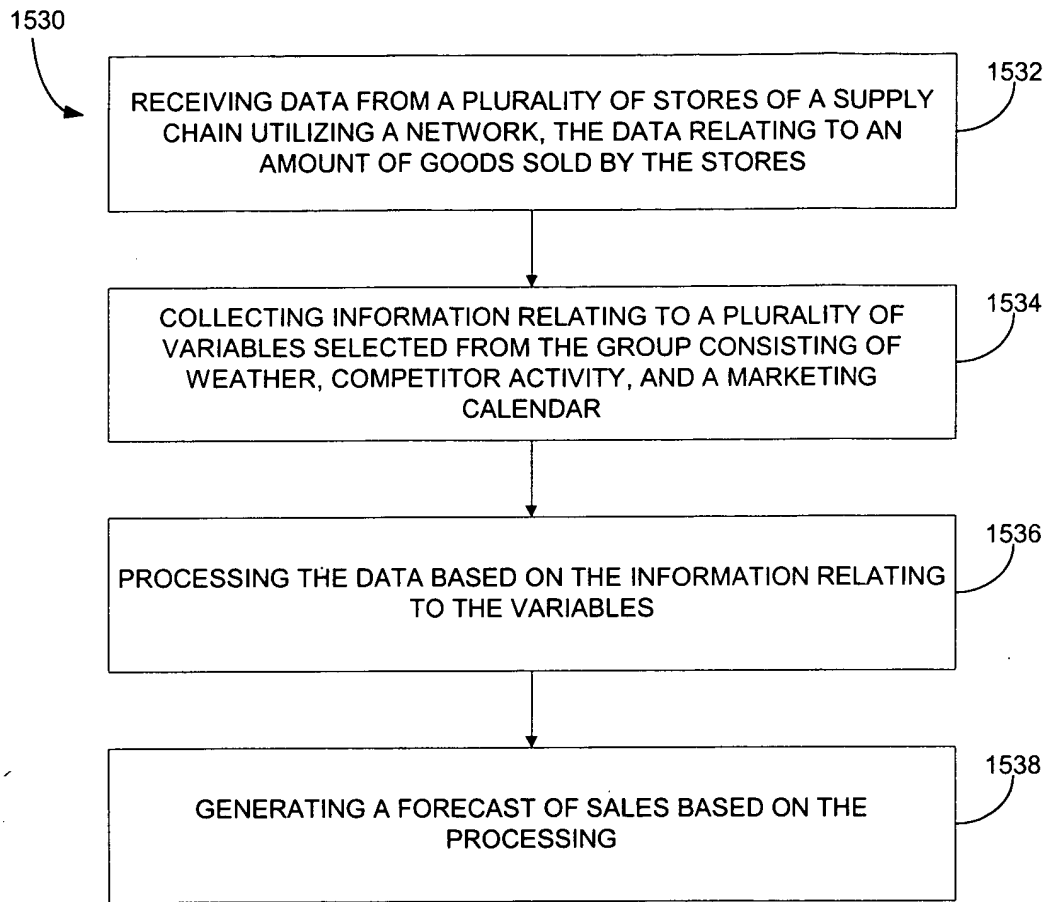 1530
1532
RECEIVING DATA FROM A PLURALITY OF STORES OF A SUPPLY
CHAIN UTILIZING A NETWORK, THE DATA RELATING TO AN
AMOUNT OF GOODS SOLD BY THE STORES
1534
COLLECTING INFORMATION RELATING TO A PLURALITY OF
VARIABLES SELECTED FROM THE GROUP CONSISTING OF
WEATHER, COMPETITOR ACTIVITY, AND A MARKETING
CALENDAR
1536
PROCESSING THE DATA BASED ON THE INFORMATION RELATING
TO THE VARIABLES
1538
GENERATING A FORECAST OF SALES BASED ON THE
PROCESSING